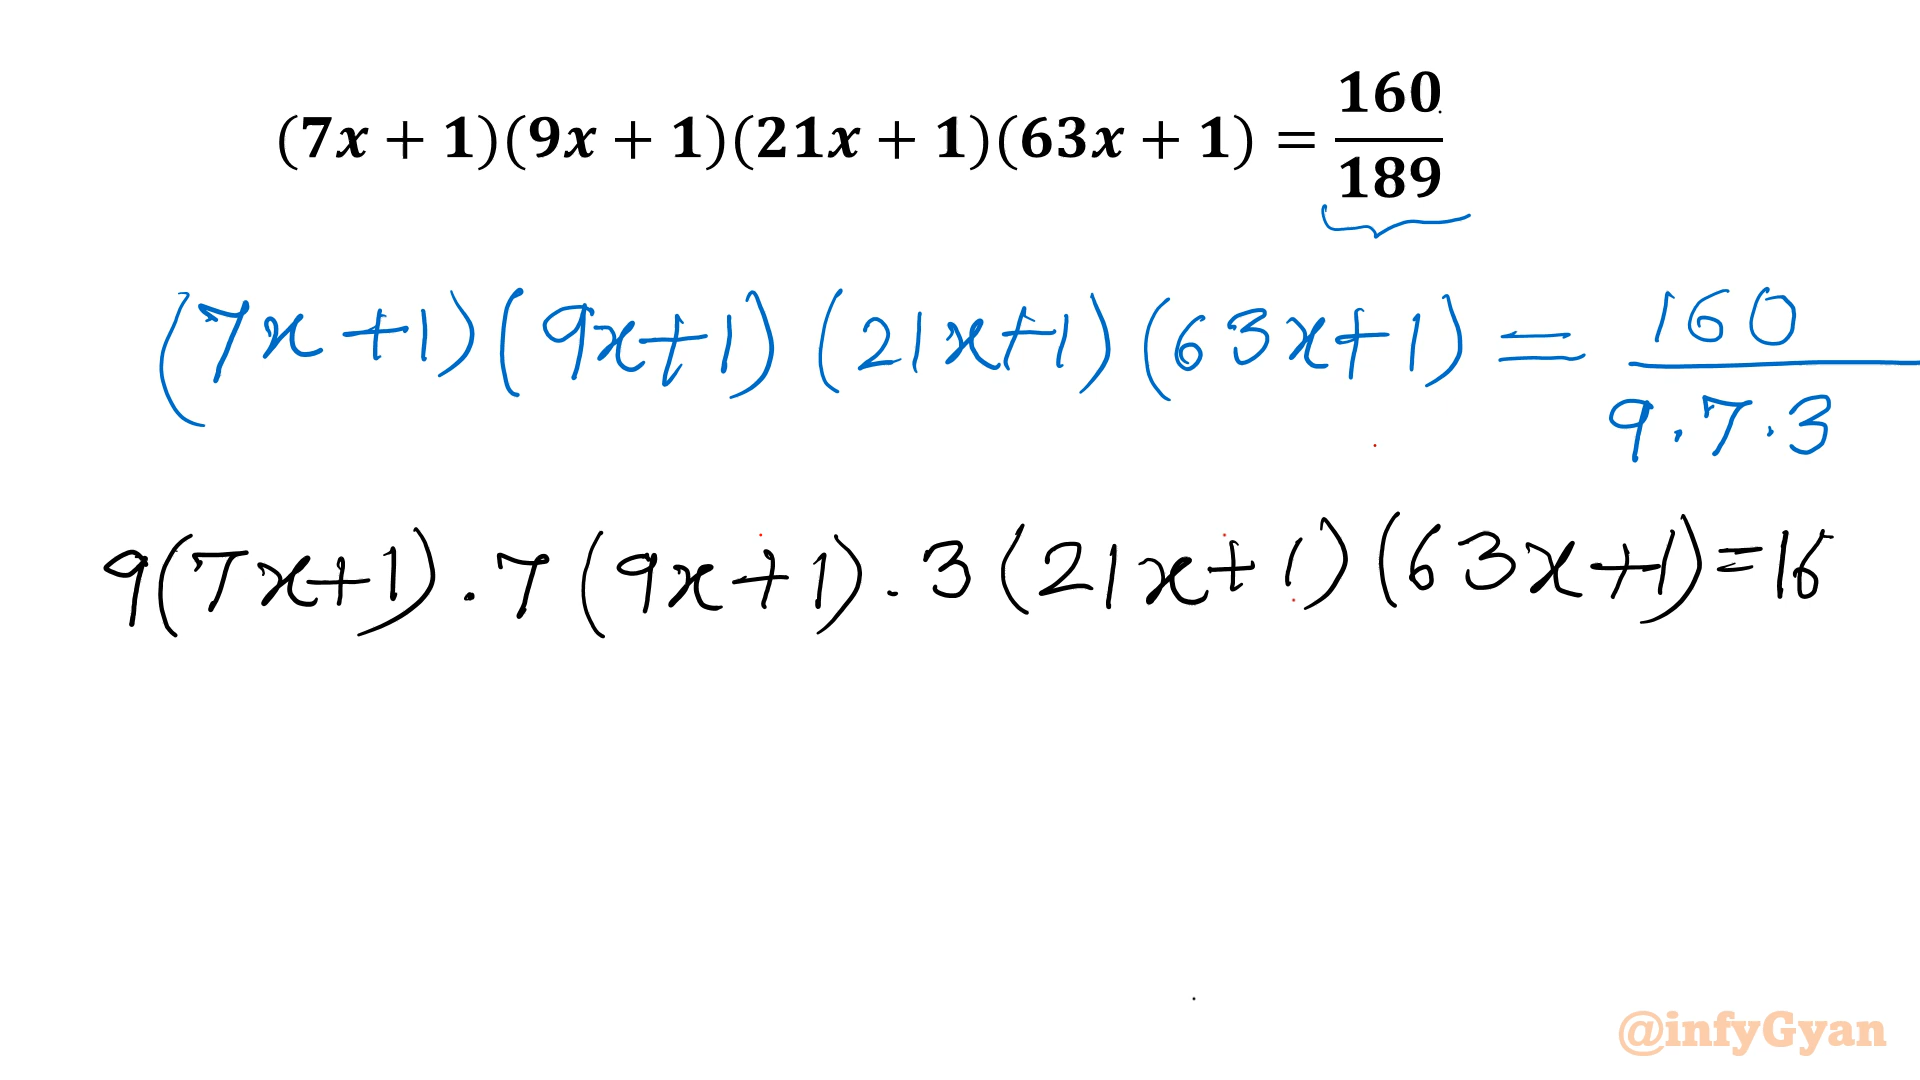 (7x + 1)(9x + 1)(21x + 1)(63x + 1) = 160/189
(7x+1)(9x+1)(21x+1)(63x+1) = 160/9.7.3
9(7x+1).7(9x+1).3(21x+1)(63x+1)=16
@infyGyan